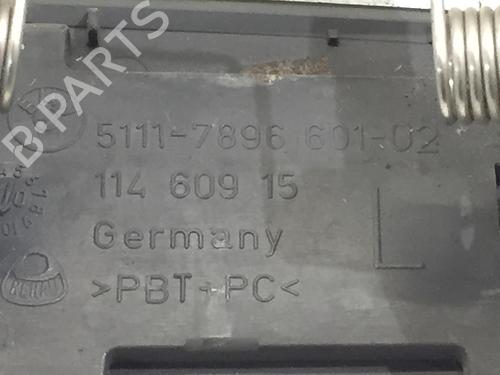 B-PARTS
5111-7896 601-02
114 609 15
Germany
L
>PBT-PC<